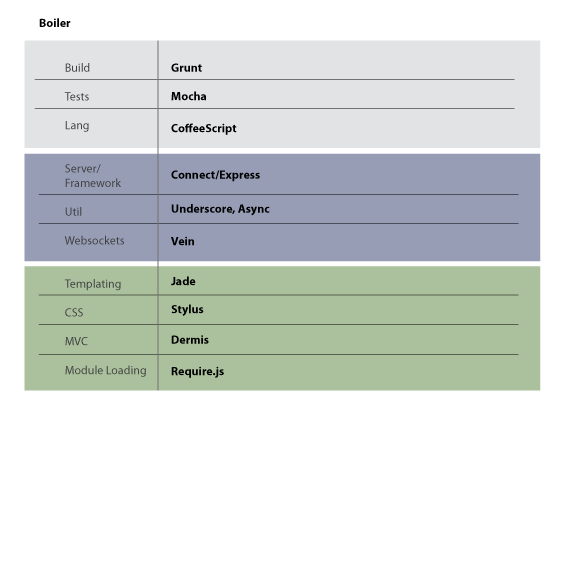 Boiler
Build Grunt
Tests Mocha
Lang CoffeeScript
Server/
Framework Connect/Express
Util Underscore, Async
Websockets Vein
Templating Jade
CSS Stylus
MVC Dermis
Module Loading Require.js